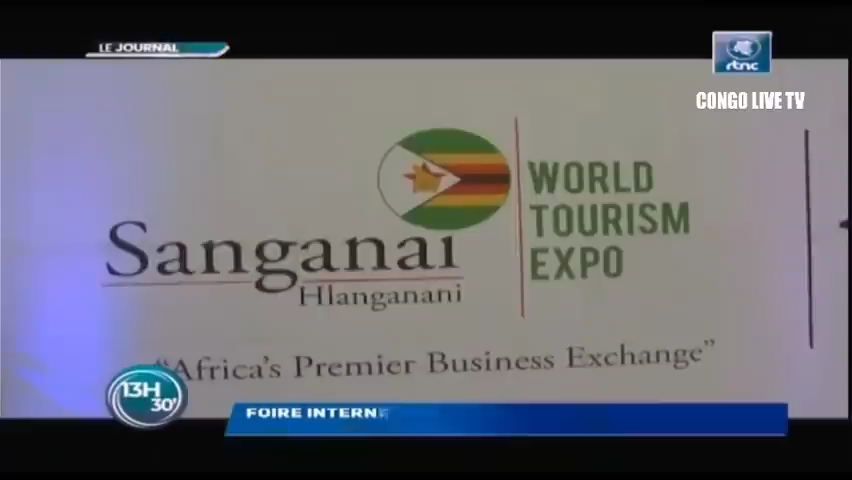 LE JOURNAL
rtnc
CONGO LIVE TV
WORLD
TOURISM
EXPO
Sanganai
Hlanganani
"Africa's Premier Business Exchange"
13H
30'
FOIRE INTERN